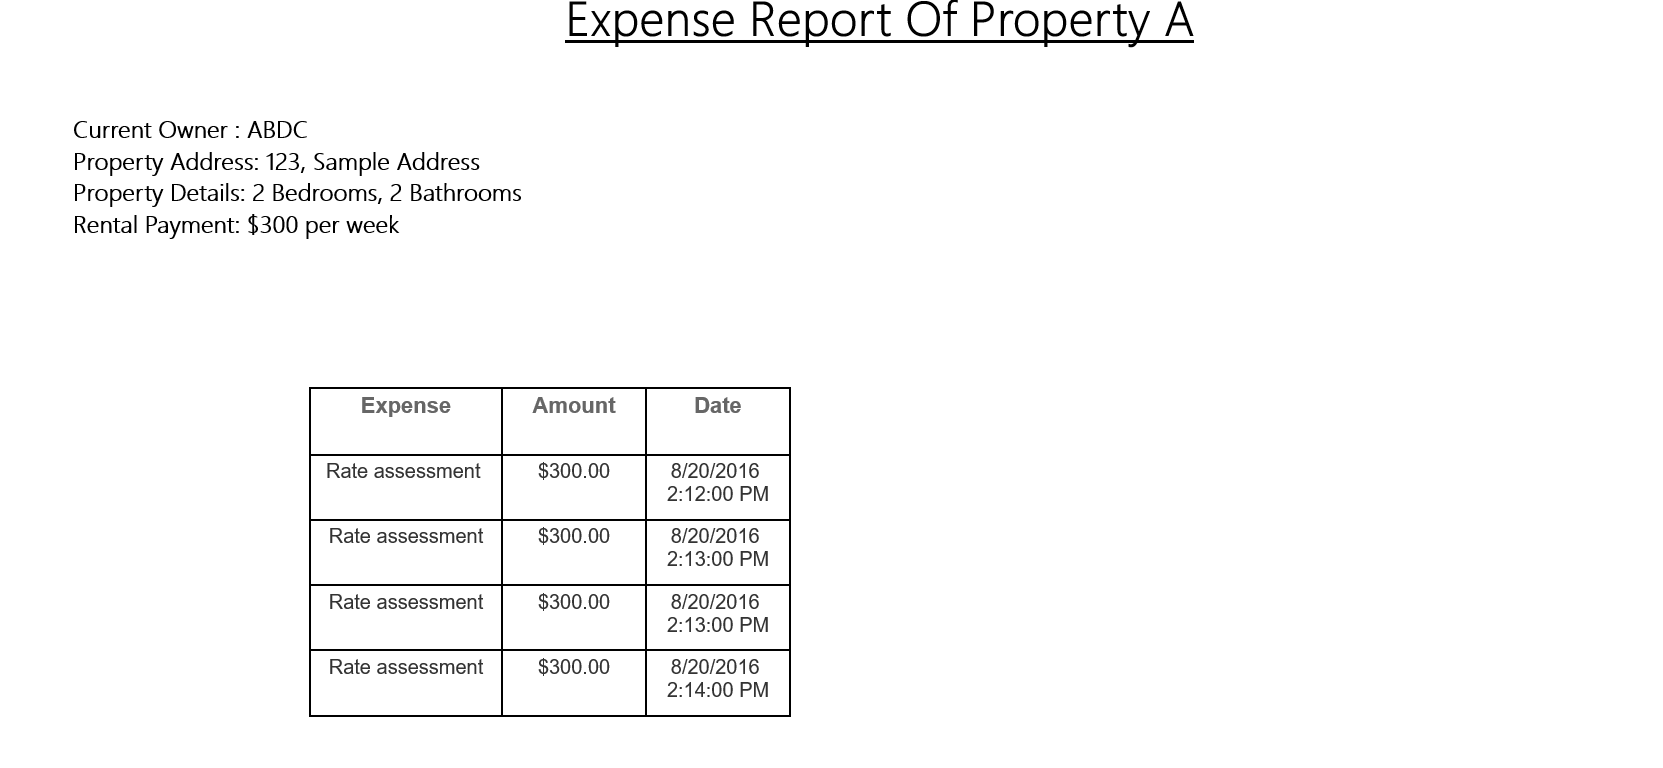 Expense Report Of Property A
Current Owner : ABDC
Property Address: 123, Sample Address
Property Details: 2 Bedrooms, 2 Bathrooms
Rental Payment: $300 per week
Expense Amount Date
Rate assessment $300.00 8/20/2016
2:12:00 PM
Rate assessment $300.00 8/20/2016
2:13:00 PM
Rate assessment $300.00 8/20/2016
2:13:00 PM
Rate assessment $300.00 8/20/2016
2:14:00 PM